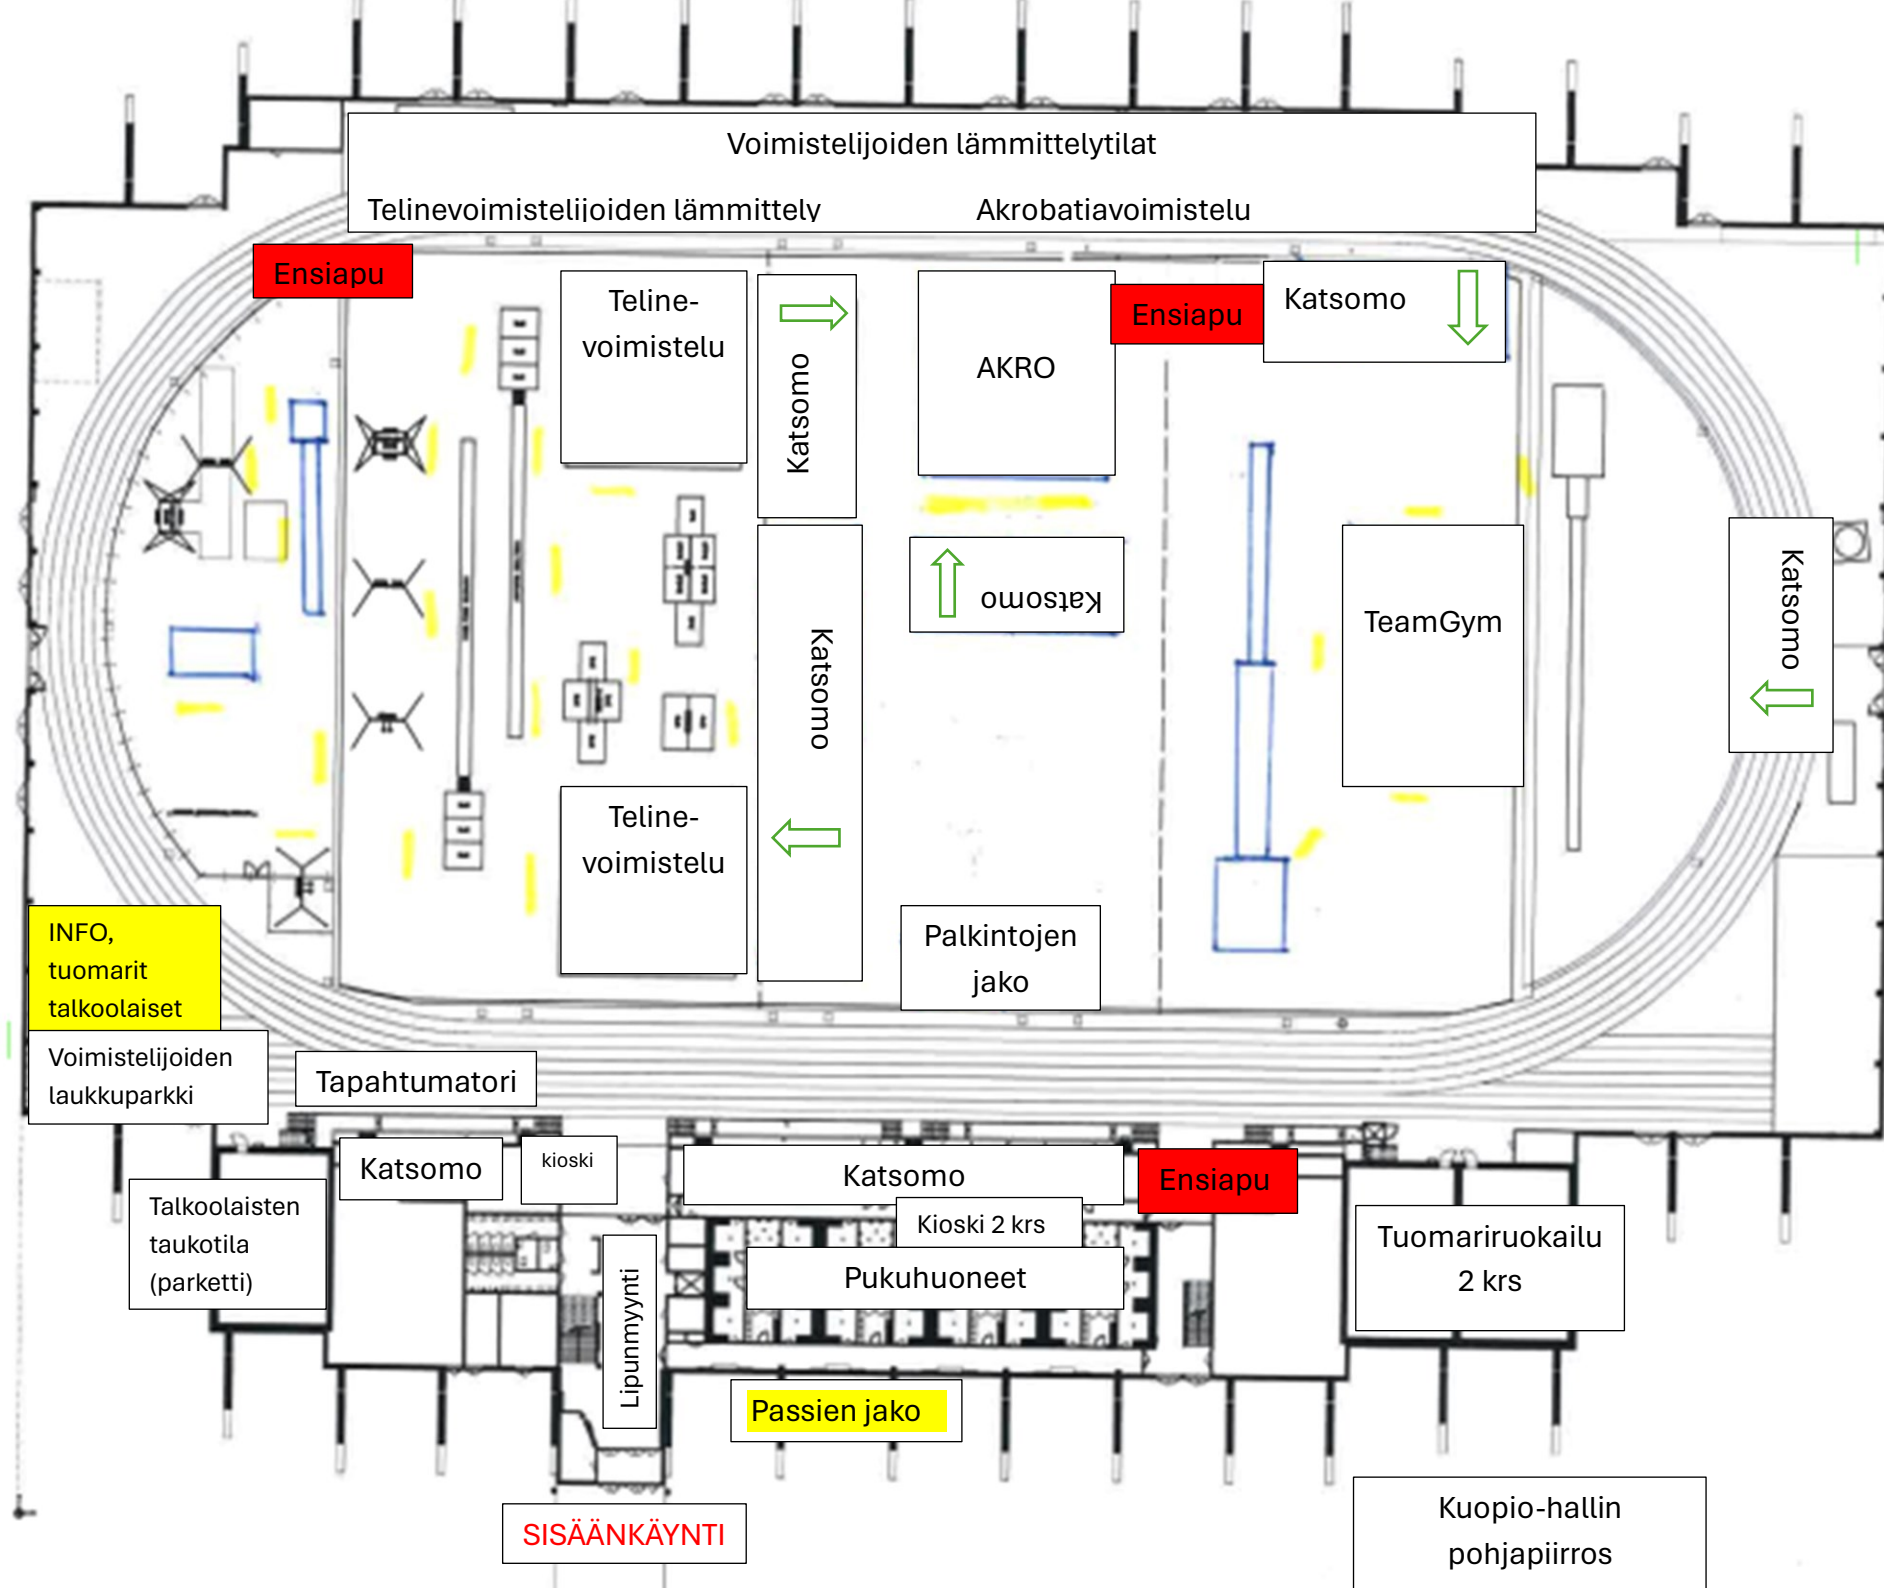 Voimistelijoiden lämmittelytilat
Telinevoimistelijoiden lämmittely
Akrobatiavoimistelu
Ensiapu
Teline-
voimistelu
Katsomo
AKRO
Ensiapu
Katsomo
Katsomo
Katsomo
TeamGym
Katsomo
Teline-
voimistelu
Palkintojen
jako
INFO,
tuomarit
talkoolaiset
Voimistelijoiden
laukkuparkki
Tapahtumatori
Katsomo
kioski
Katsomo
Ensiapu
Talkoolaisten
taukotila
(parketti)
Kioski 2 krs
Pukuhuoneet
Tuomariruokailu
2 krs
Lipunmyynti
Passien jako
SISÄÄNKÄYNTI
Kuopio-hallin
pohjapiirros